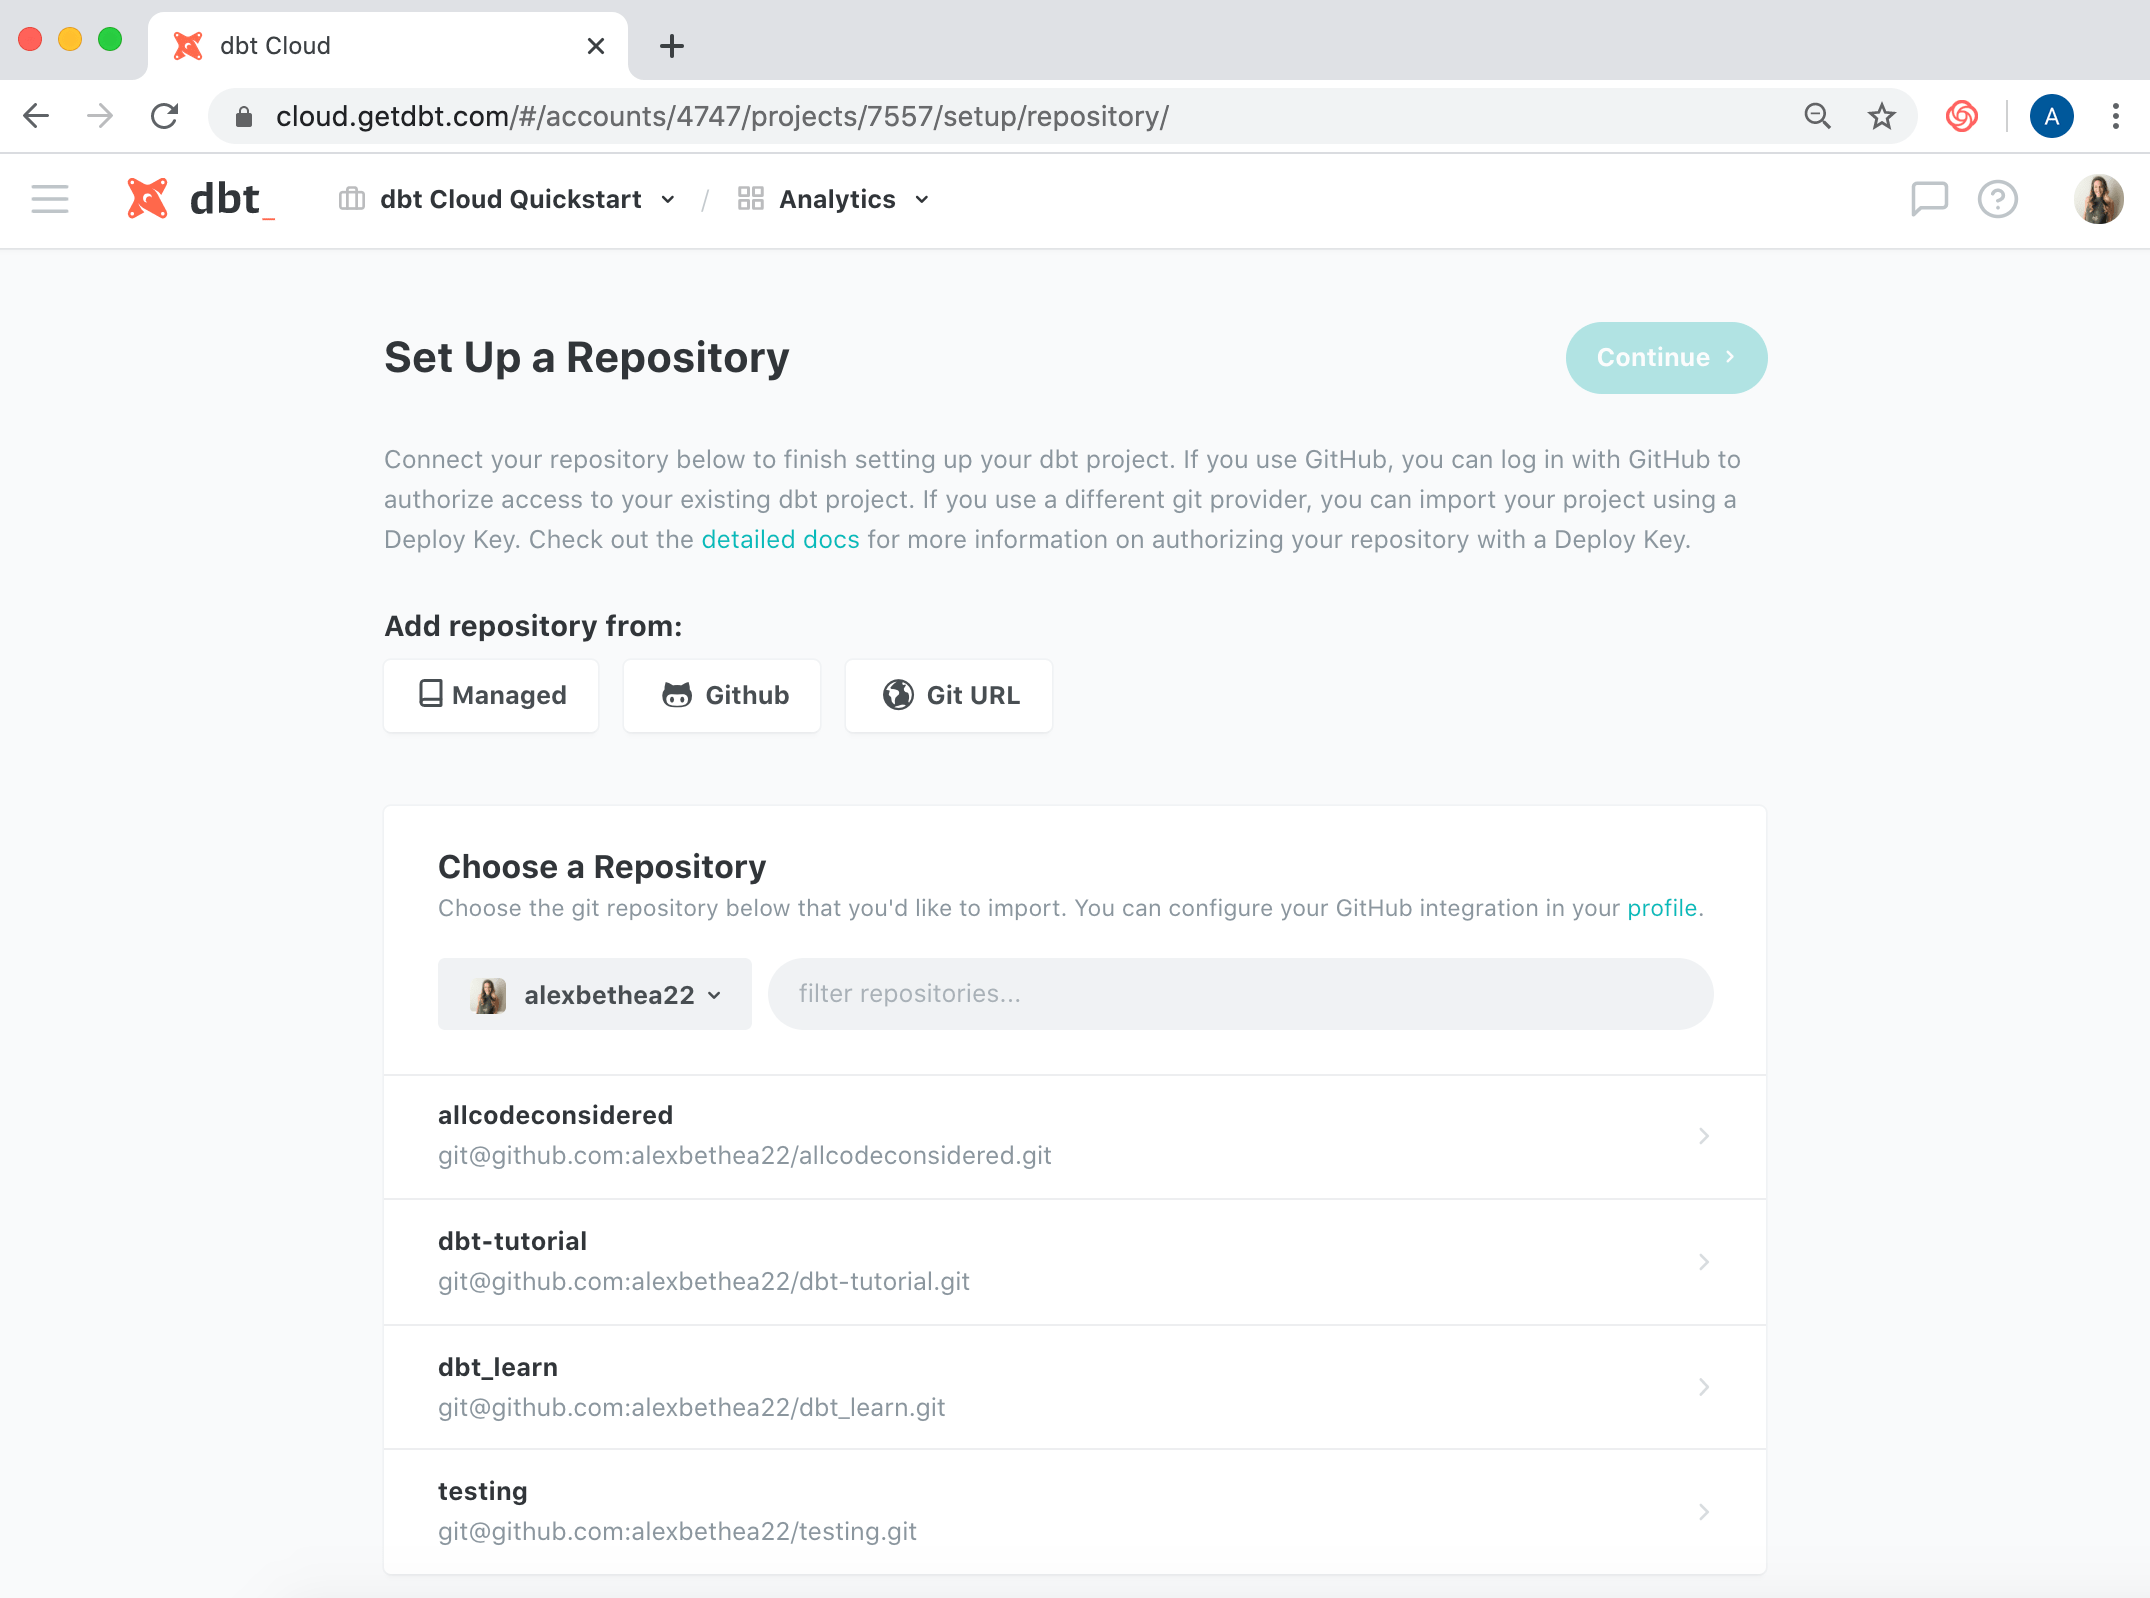 dbt Cloud
cloud.getdbt.com/#/accounts/4747/projects/7557/setup/repository/
A
dbt_
dbt Cloud Quickstart / Analytics
Set Up a Repository
Continue
Connect your repository below to finish setting up your dbt project. If you use GitHub, you can log in with GitHub to
authorize access to your existing dbt project. If you use a different git provider, you can import your project using a
Deploy Key. Check out the detailed docs for more information on authorizing your repository with a Deploy Key.
Add repository from:
Managed
Github
Git URL
Choose a Repository
Choose the git repository below that you'd like to import. You can configure your GitHub integration in your profile.
alexbethea22
filter repositories...
allcodeconsidered
git@github.com:alexbethea22/allcodeconsidered.git
dbt-tutorial
git@github.com:alexbethea22/dbt-tutorial.git
dbt_learn
git@github.com:alexbethea22/dbt_learn.git
testing
git@github.com:alexbethea22/testing.git